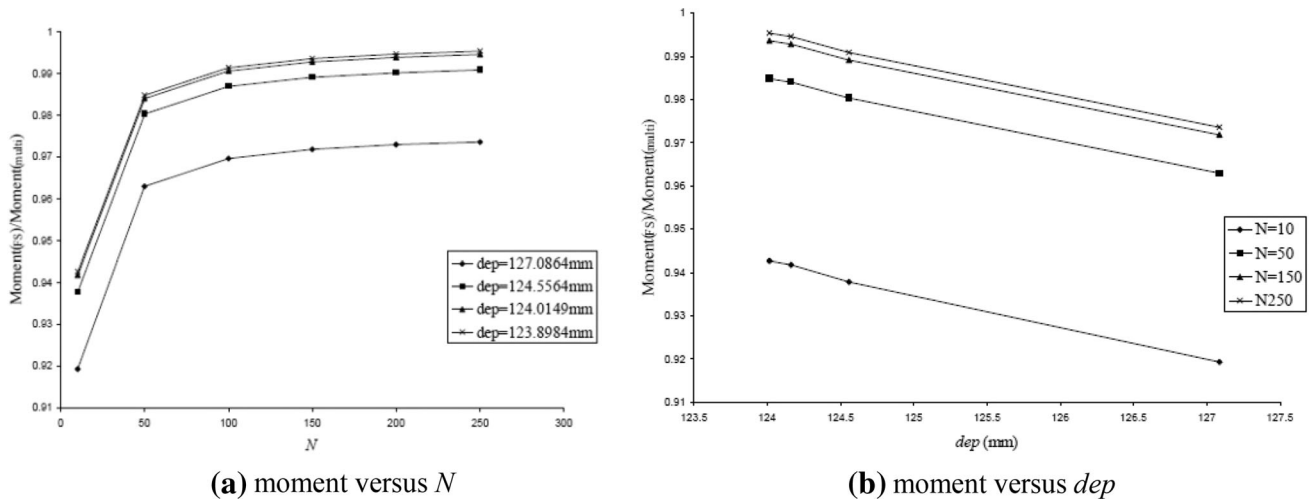 Moment(FS)/Moment(multi)
1
0.99
0.98
0.97
0.96
0.95
0.94
0.93
0.92
0.91
0 50 100 150 200 250 300
N
dep=127.0864mm
dep=124.5564mm
dep=124.0149mm
dep=123.8984mm
(a) moment versus N
Moment(FS)/Moment(multi)
1
0.99
0.98
0.97
0.96
0.95
0.94
0.93
0.92
0.91
123.5 124 124.5 125 125.5 126 126.5 127 127.5
dep (mm)
N=10
N=50
N=150
N250
(b) moment versus dep